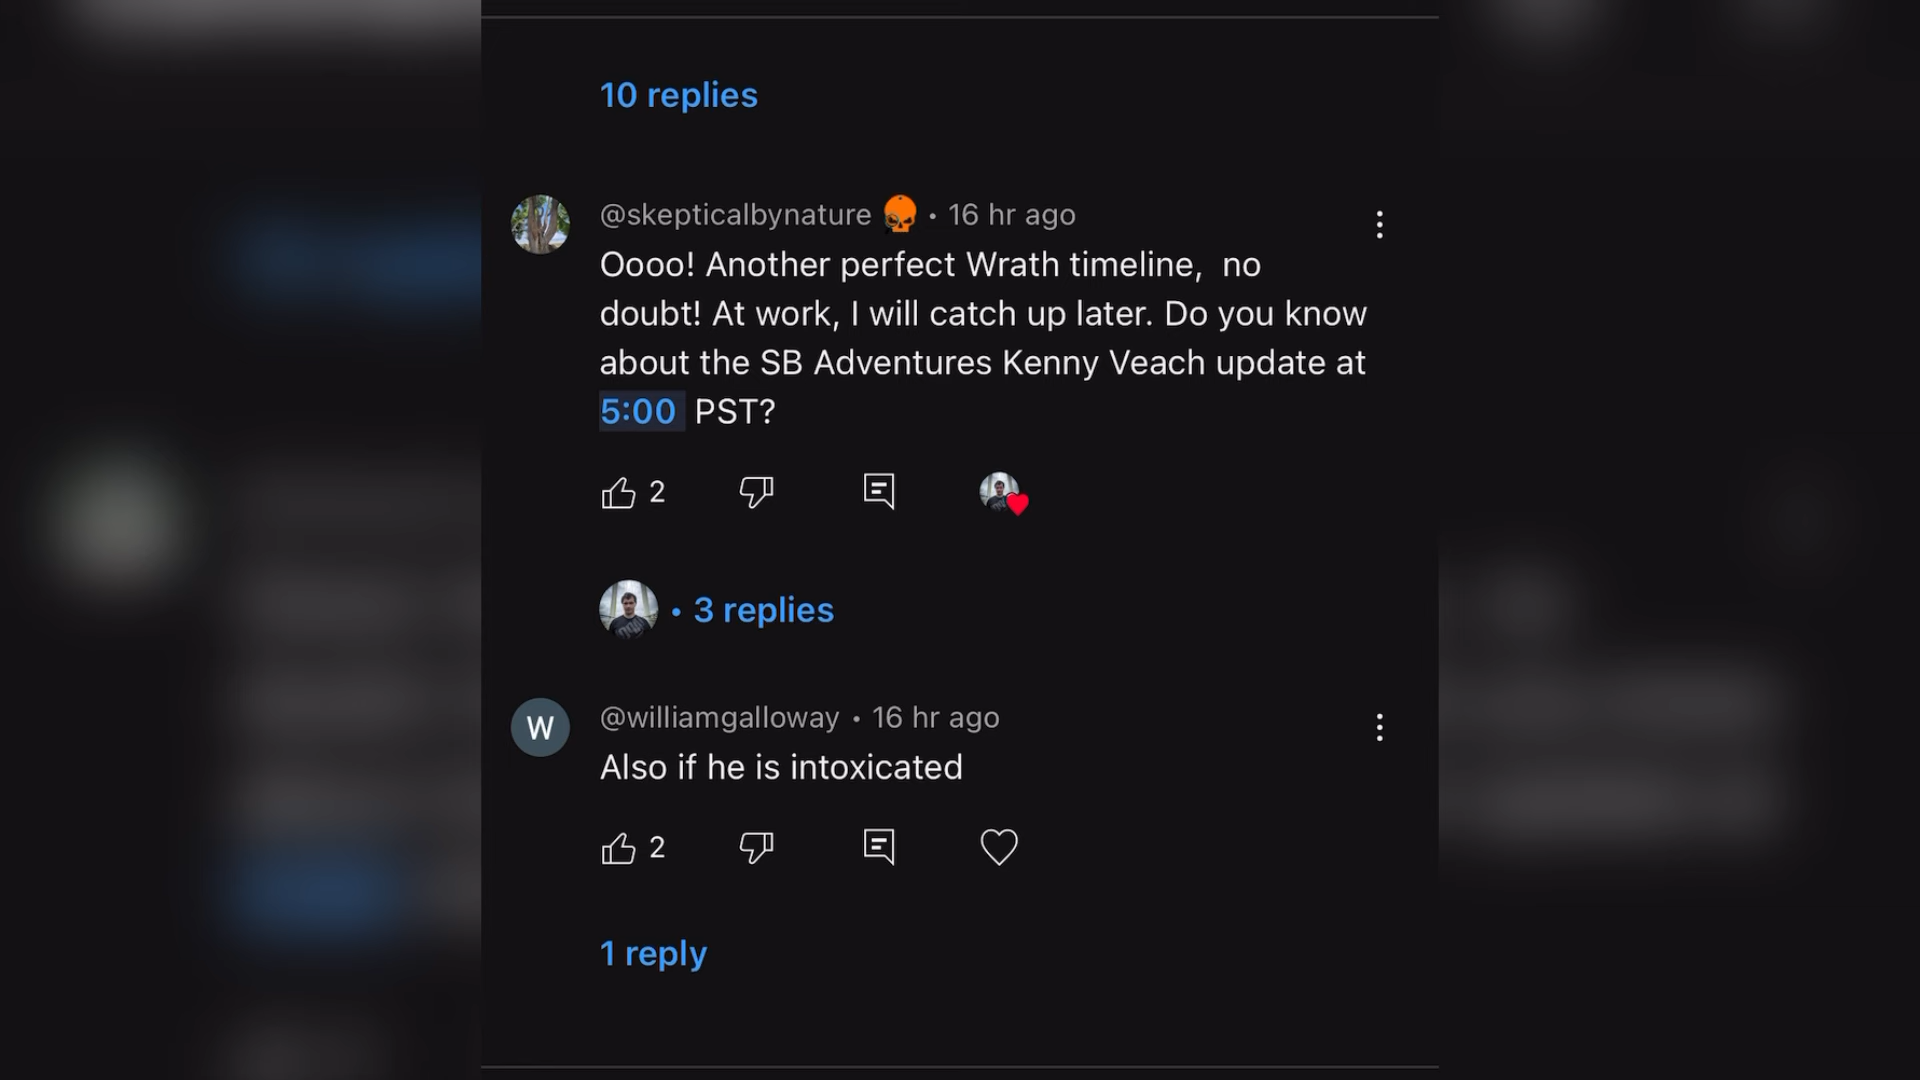 10 replies
@skepticalbynature • 16 hr ago
Oooo! Another perfect Wrath timeline,  no
doubt! At work, I will catch up later. Do you know
about the SB Adventures Kenny Veach update at
5:00 PST?
2
• 3 replies
W
@williamgalloway • 16 hr ago
Also if he is intoxicated
2
1 reply